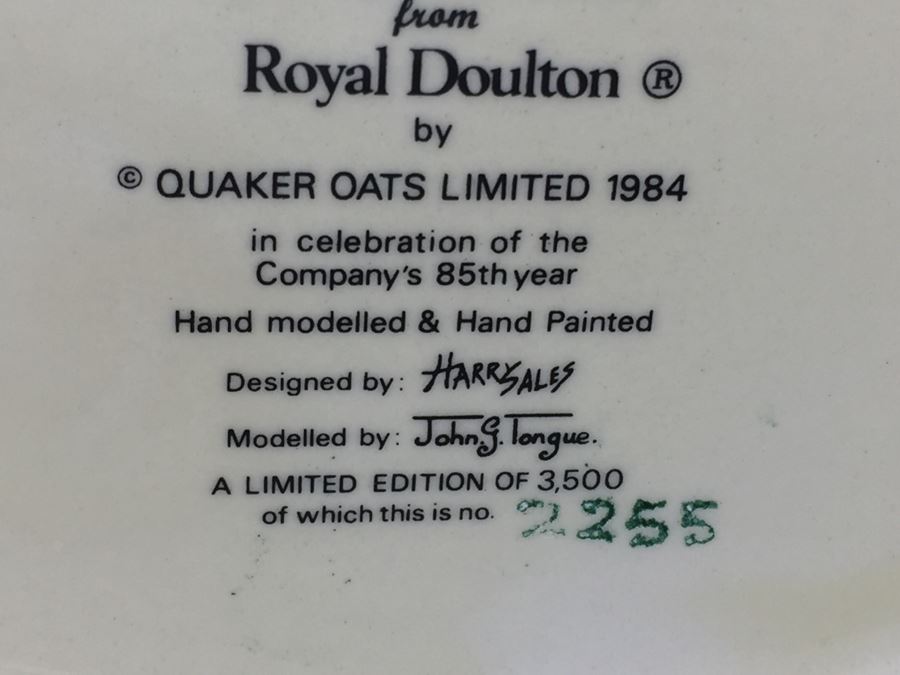 from
Royal Doulton ®
by
© QUAKER OATS LIMITED 1984
in celebration of the
Company's 85th year
Hand modelled & Hand Painted
Designed by: HARRY SALES
Modelled by: John.G.Tongue.
A LIMITED EDITION OF 3,500
of which this is no. 2255